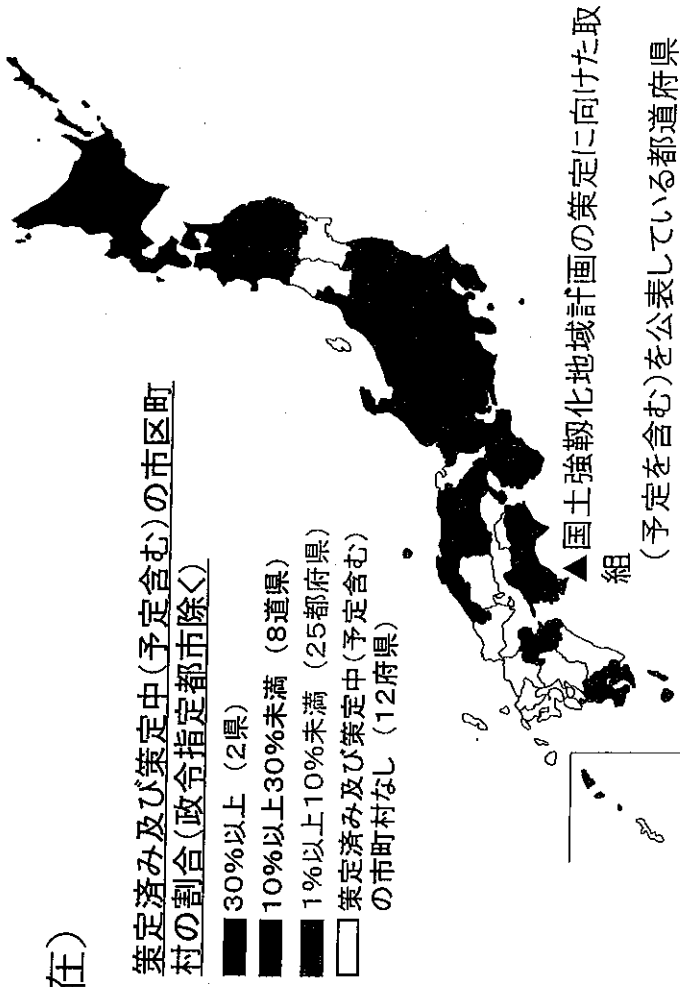 在）
策定済み及び策定中（予定含む）の市区町
村の割合（政令指定都市除く）
30%以上（2県）
10%以上30%未満（8道県）
1%以上10%未満（25都府県）
策定済み及び策定中（予定含む）
の市町村なし（12府県）
▲国土強靱化地域計画の策定に向けた取
組
（予定を含む）を公表している都道府県